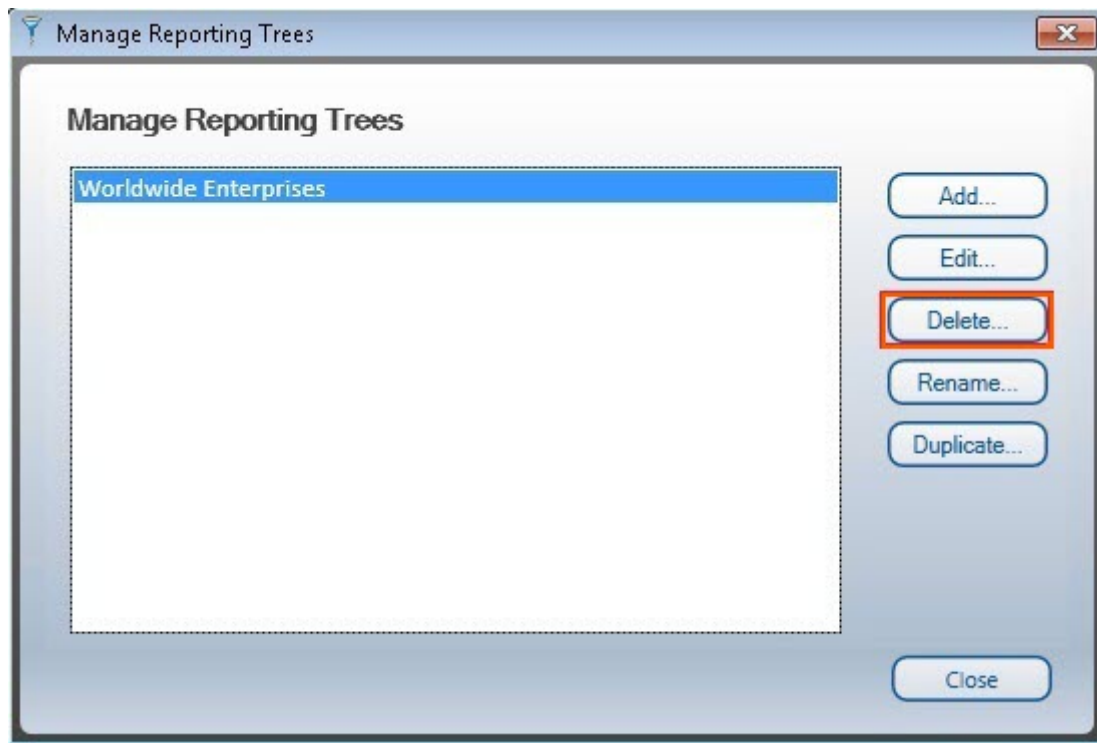 Manage Reporting Trees
Manage Reporting Trees
Worldwide Enterprises
Add...
Edit...
Delete...
Rename...
Duplicate...
Close